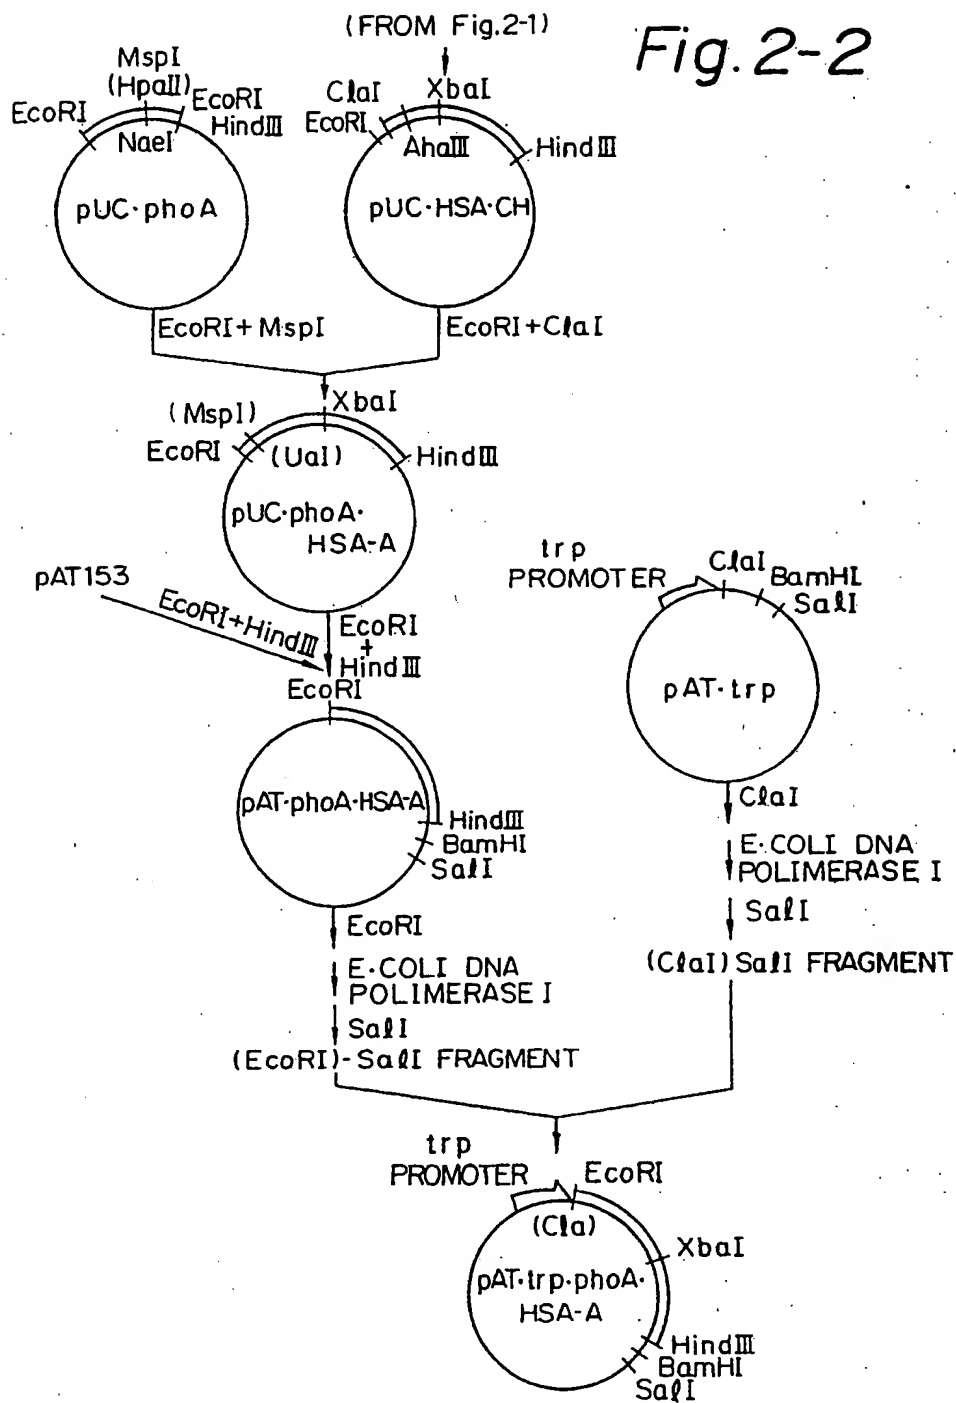 (FROM Fig.2-1)
Fig. 2-2
MspI
(HpaII)
EcoRI
EcoRI
HindIII
NaeI
pUC·phoA
XbaI
ClaI
EcoRI
AhaIII
HindIII
pUC·HSA·CH
EcoRI+MspI
EcoRI+ClaI
XbaI
(MspI)
EcoRI
(UaI)
HindIII
pUC·phoA·
HSA-A
pAT153
EcoRI+HindIII
EcoRI
+
HindIII
EcoRI
pAT·phoA·HSA-A
HindIII
BamHI
SalI
trp
PROMOTER
ClaI
BamHI
SalI
pAT·trp
ClaI
E·COLI DNA
POLIMERASE I
SalI
(ClaI) SalI FRAGMENT
EcoRI
E·COLI DNA
POLIMERASE I
SalI
(EcoRI)-SalI FRAGMENT
trp
PROMOTER
EcoRI
(Cla)
XbaI
pAT·trp·phoA·
HSA-A
HindIII
BamHI
SalI